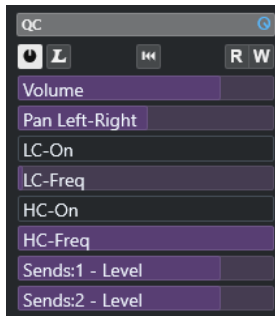 QC
L
R W
Volume
Pan Left-Right
LC-On
LC-Freq
HC-On
HC-Freq
Sends:1 - Level
Sends:2 - Level